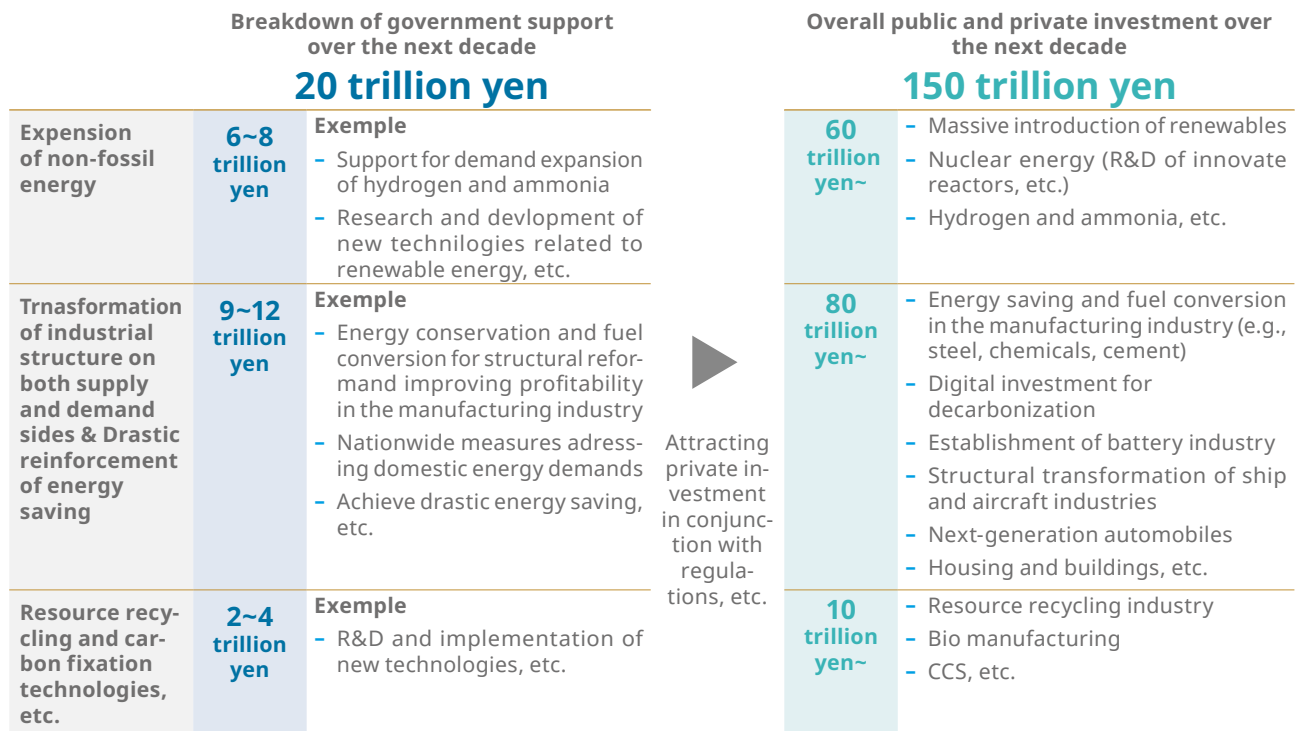 Breakdown of government support
over the next decade
20 trillion yen
Overall public and private investment over
the next decade
150 trillion yen
Expension
of non-fossil
energy
6~8
trillion
yen
Exemple
– Support for demand expansion
of hydrogen and ammonia
– Research and devlopment of
new technilogies related to
renewable energy, etc.
60
trillion
yen~
– Massive introduction of renewables
– Nuclear energy (R&D of innovate
reactors, etc.)
– Hydrogen and ammonia, etc.
Trnasformation
of industrial
structure on
both supply
and demand
sides & Drastic
reinforcement
of energy
saving
9~12
trillion
yen
Exemple
– Energy conservation and fuel
conversion for structural refor-
mand improving profitability
in the manufacturing industry
– Nationwide measures adress-
ing domestic energy demands
– Achieve drastic energy saving,
etc.
Attracting
private in-
vestment
in conjunc-
tion with
regula-
tions, etc.
80
trillion
yen~
– Energy saving and fuel conversion
in the manufacturing industry (e.g.,
steel, chemicals, cement)
– Digital investment for
decarbonization
– Establishment of battery industry
– Structural transformation of ship
and aircraft industries
– Next-generation automobiles
– Housing and buildings, etc.
Resource recy-
cling and car-
bon fixation
technologies,
etc.
2~4
trillion
yen
Exemple
– R&D and implementation of
new technologies, etc.
10
trillion
yen~
– Resource recycling industry
– Bio manufacturing
– CCS, etc.